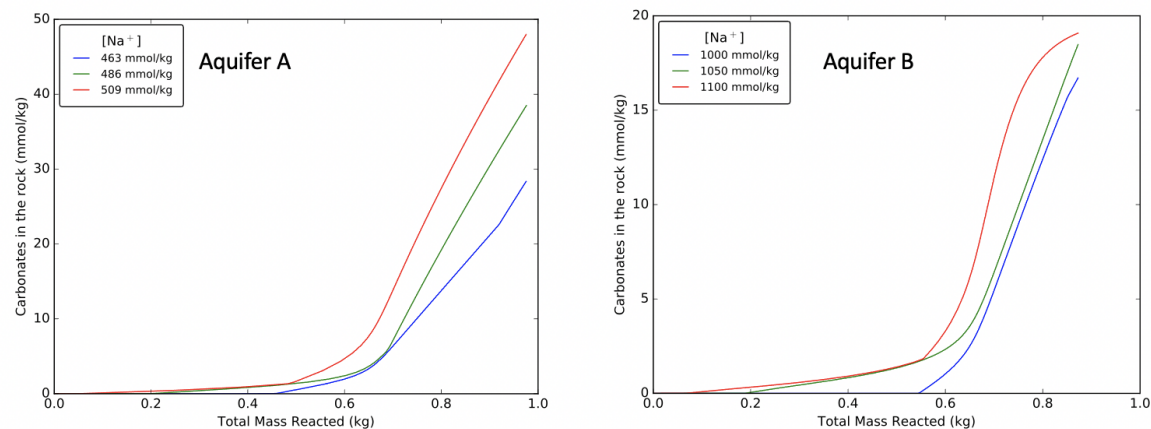 Aquifer A
[Na⁺]
463 mmol/kg
486 mmol/kg
509 mmol/kg
50
40
30
20
10
0
Carbonates in the rock (mmol/kg)
0.0 0.2 0.4 0.6 0.8 1.0
Total Mass Reacted (kg)
Aquifer B
[Na⁺]
1000 mmol/kg
1050 mmol/kg
1100 mmol/kg
20
15
10
5
0
Carbonates in the rock (mmol/kg)
0.0 0.2 0.4 0.6 0.8 1.0
Total Mass Reacted (kg)